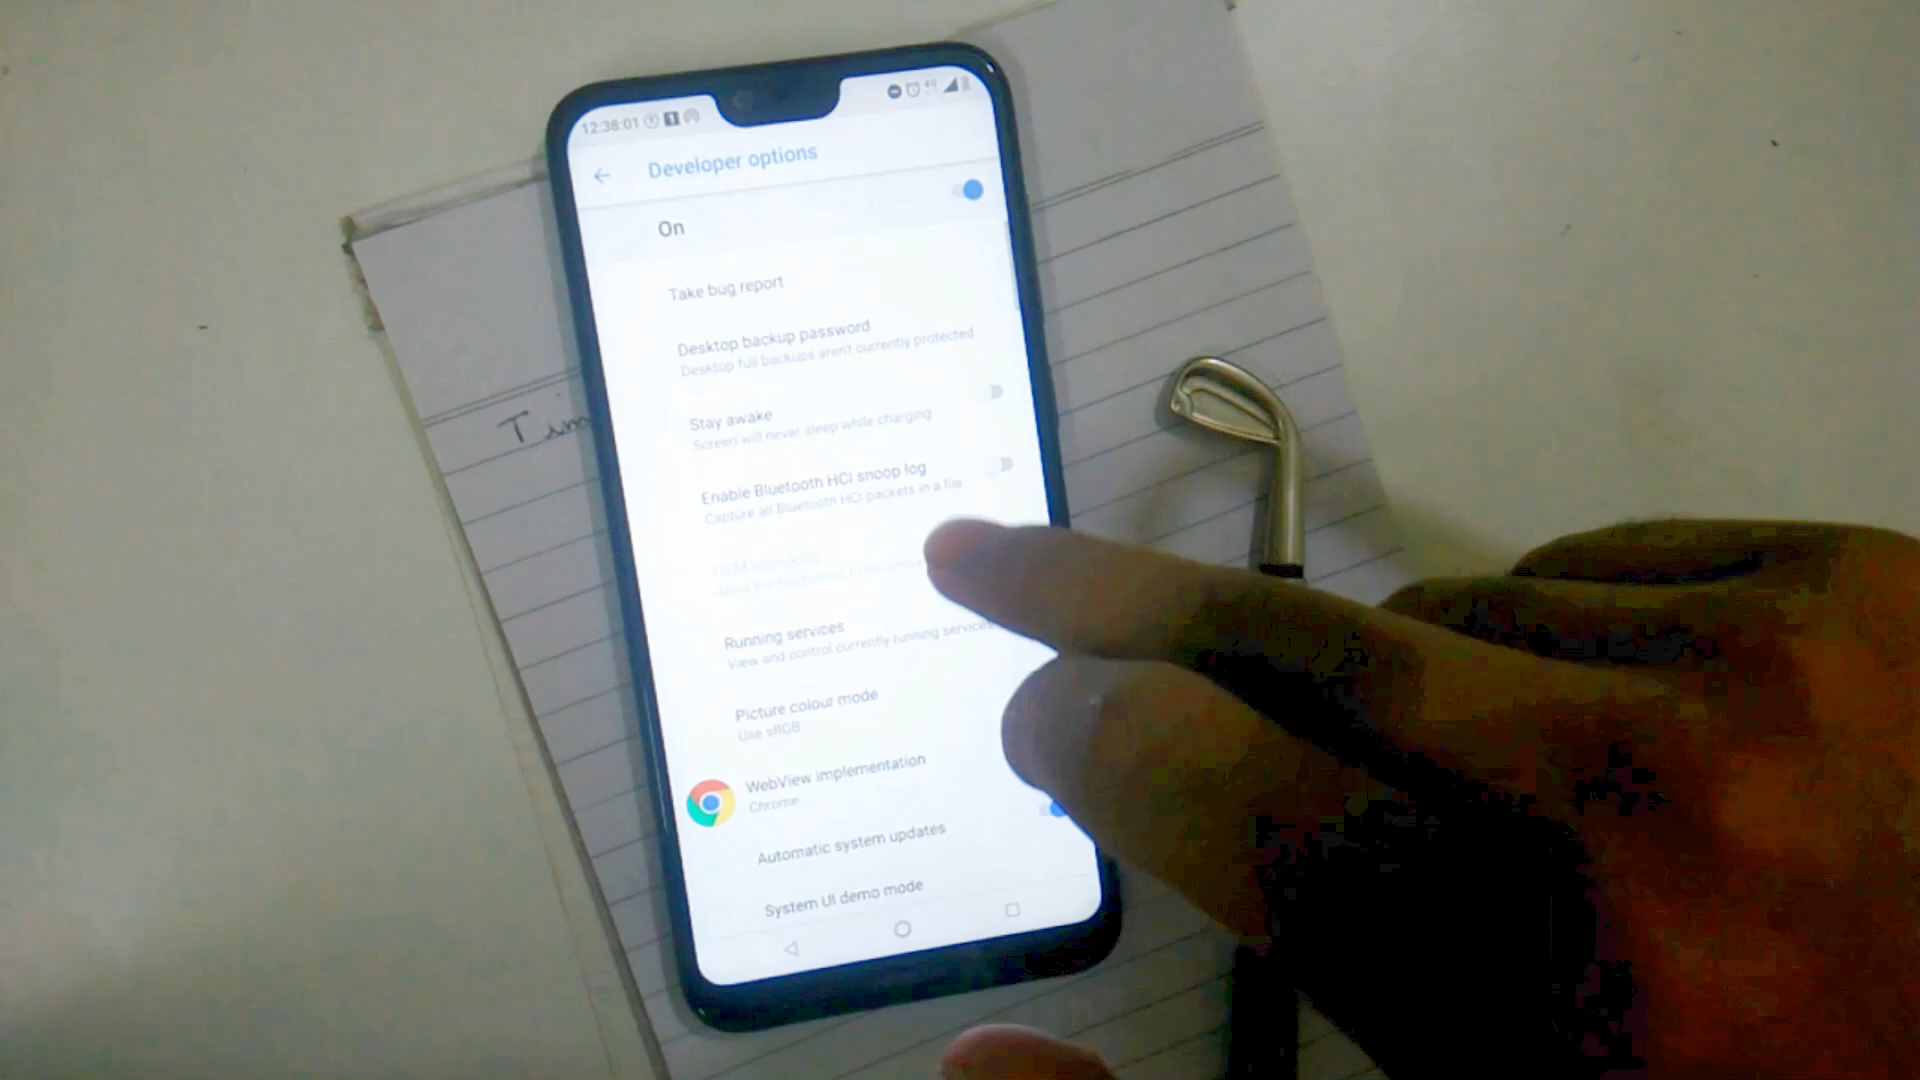 12:38:01
Developer options
On
Take bug report
Desktop backup password
Desktop full backups aren't currently protected
Stay awake
Screen will never sleep while charging
Enable Bluetooth HCI snoop log
Capture all Bluetooth HCI packets in a file
OEM unlocking
Running services
View and control currently running services
Picture colour mode
Use sRGB
WebView implementation
Chrome
Automatic system updates
System UI demo mode
Tim